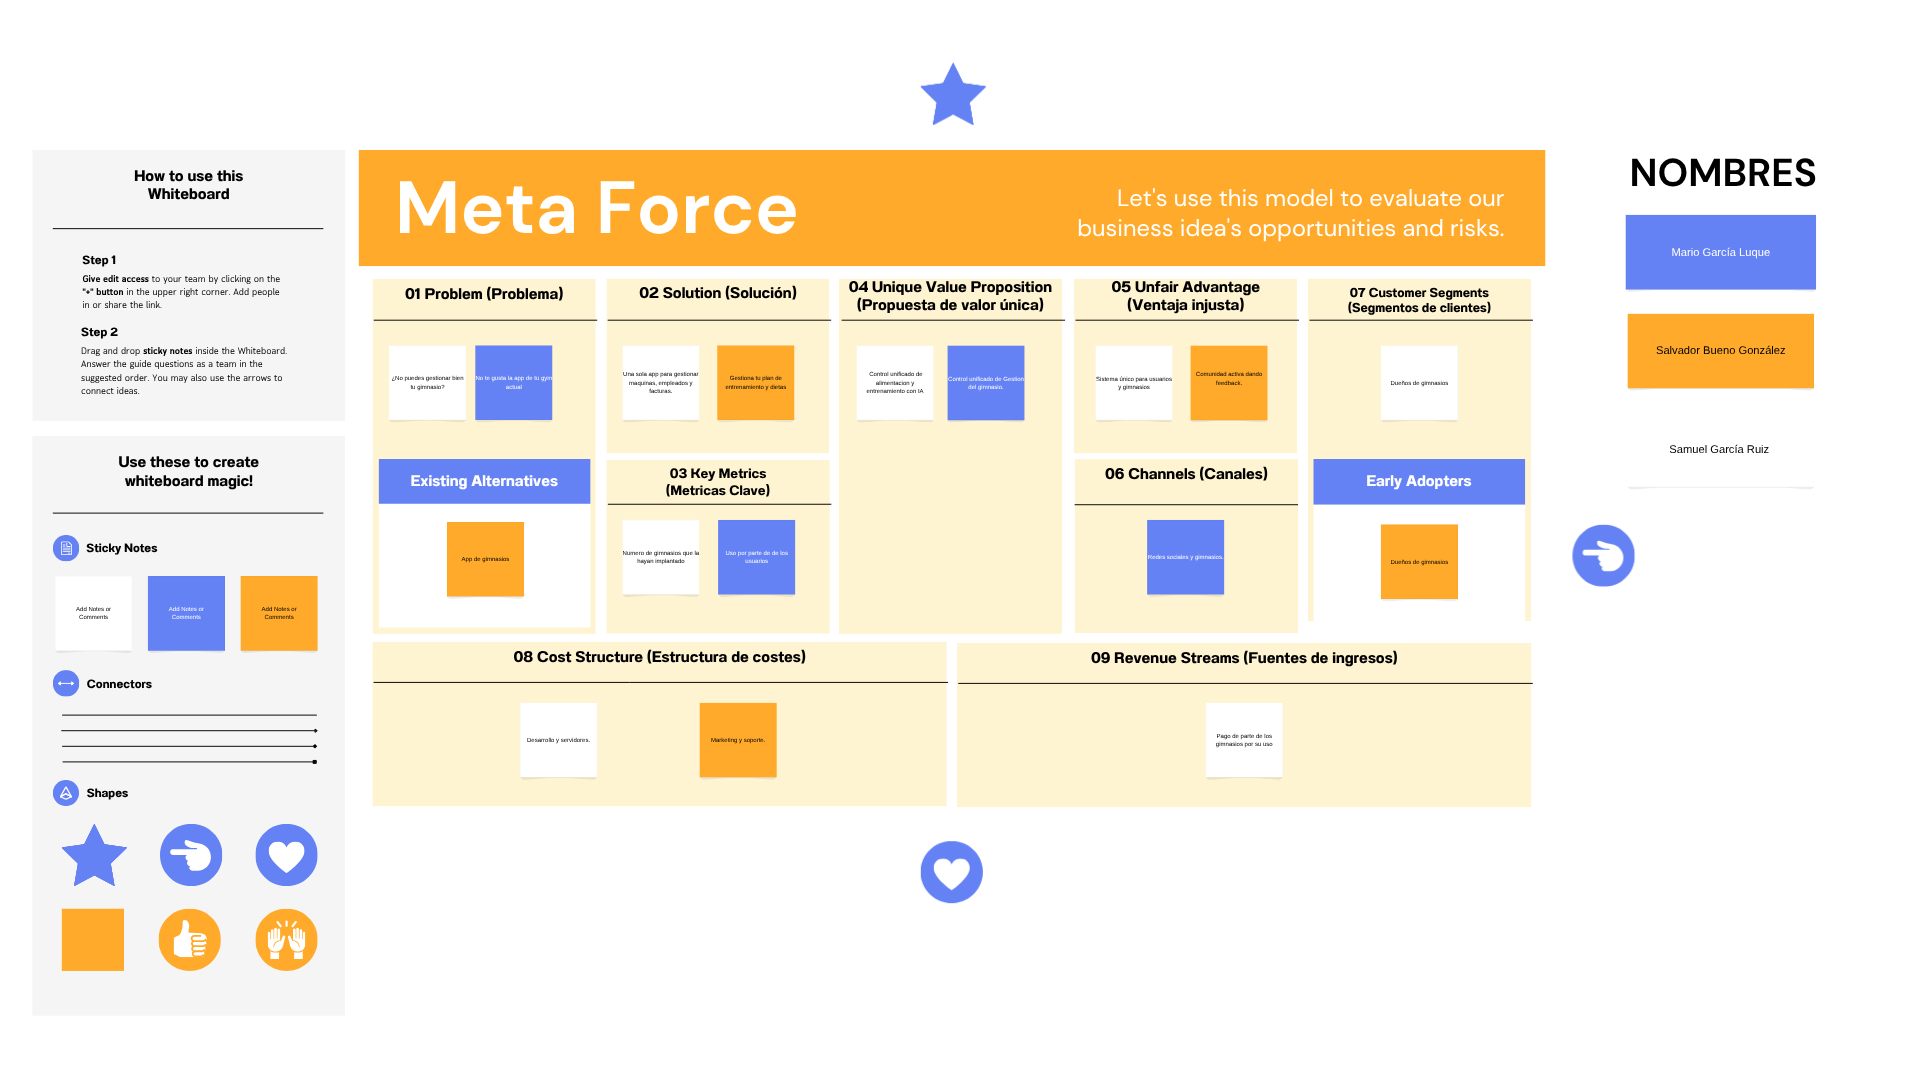 How to use this
Whiteboard
Step 1
Give edit access to your team by clicking on the
"+" button in the upper right corner. Add people
in or share the link.
Step 2
Drag and drop sticky notes inside the Whiteboard.
Answer the guide questions as a team in the
suggested order. You may also use the arrows to
connect ideas.
Use these to create
whiteboard magic!
Sticky Notes
Add Notes or
Comments
Add Notes or
Comments
Add Notes or
Comments
Connectors
Shapes
Meta Force
Let's use this model to evaluate our
business idea's opportunities and risks.
01 Problem (Problema)
¿No puedes gestionar bien
tu gimnasio?
No te gusta la app de tu gym
actual
Existing Alternatives
App de gimnasios
02 Solution (Solución)
Una sola app para gestionar
maquinas, empleados y
facturas.
Gestiona tu plan de
entrenamiento y dietas
03 Key Metrics
(Metricas Clave)
Numero de gimnasios que la
hayan implantado
Uso por parte de de los
usuarios
04 Unique Value Proposition
(Propuesta de valor única)
Control unificado de
alimentacion y
entrenamiento con IA
Control unificado de Gestion
del gimnasio.
05 Unfair Advantage
(Ventaja injusta)
Sistema único para usuarios
y gimnasios
Comunidad activa dando
feedback.
06 Channels (Canales)
Redes sociales y gimnasios.
07 Customer Segments
(Segmentos de clientes)
Dueños de gimnasios
Early Adopters
Dueños de gimnasios
08 Cost Structure (Estructura de costes)
Desarrollo y servidores.
Marketing y soporte.
09 Revenue Streams (Fuentes de ingresos)
Pago de parte de los
gimnasios por su uso
NOMBRES
Mario García Luque
Salvador Bueno González
Samuel García Ruiz